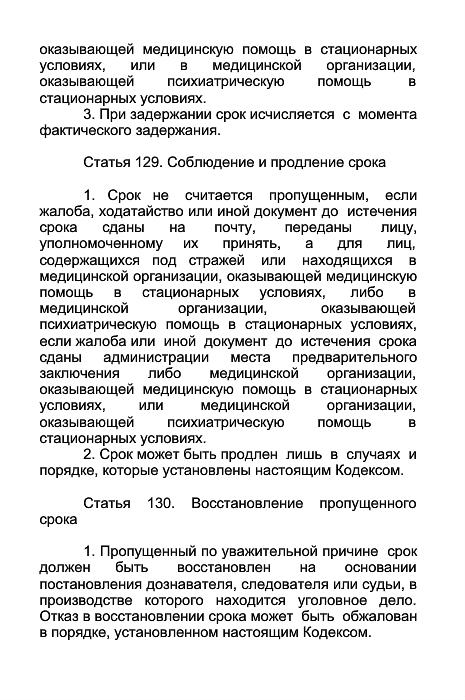 оказывающей медицинскую помощь в стационарных
условиях, или в медицинской организации,
оказывающей психиатрическую помощь в
стационарных условиях.
3. При задержании срок исчисляется с момента
фактического задержания.
Статья 129. Соблюдение и продление срока
1. Срок не считается пропущенным, если
жалоба, ходатайство или иной документ до истечения
срока сданы на почту, переданы лицу,
уполномоченному их принять, а для лиц,
содержащихся под стражей или находящихся в
медицинской организации, оказывающей медицинскую
помощь в стационарных условиях, либо в
медицинской организации, оказывающей
психиатрическую помощь в стационарных условиях,
если жалоба или иной документ до истечения срока
сданы администрации места предварительного
заключения либо медицинской организации,
оказывающей медицинскую помощь в стационарных
условиях, или медицинской организации,
оказывающей психиатрическую помощь в
стационарных условиях.
2. Срок может быть продлен лишь в случаях и
порядке, которые установлены настоящим Кодексом.
Статья 130. Восстановление пропущенного
срока
1. Пропущенный по уважительной причине срок
должен быть восстановлен на основании
постановления дознавателя, следователя или судьи, в
производстве которого находится уголовное дело.
Отказ в восстановлении срока может быть обжалован
в порядке, установленном настоящим Кодексом.